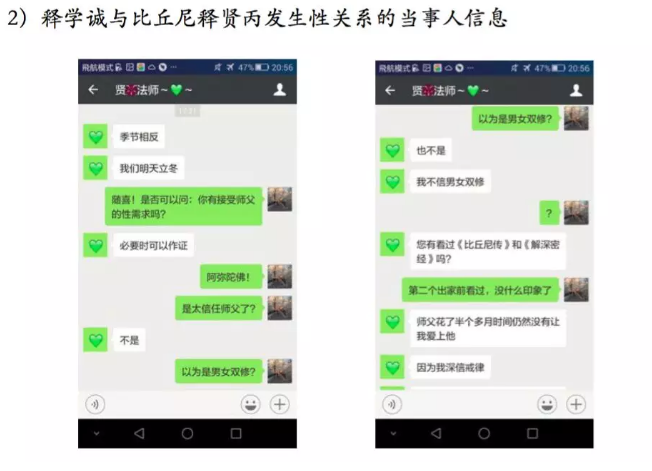 2）释学诚与比丘尼释贤丙发生性关系的当事人信息
飛航模式
47% 20:56
贤 法师～💚～
季节相反
我们明天立冬
随喜！是否可以问：你有接受师父
的性需求吗？
必要时可以作证
阿弥陀佛！
是太信任师父了？
不是
以为是男女双修？
飛航模式
47% 20:56
贤 法师～💚～
以为是男女双修？
也不是
我不信男女双修
？
您有看过《比丘尼传》和《解深密
经》吗？
第二个出家前看过，没什么印象了
师父花了半个多月时间仍然没有让
我爱上他
因为我深信戒律